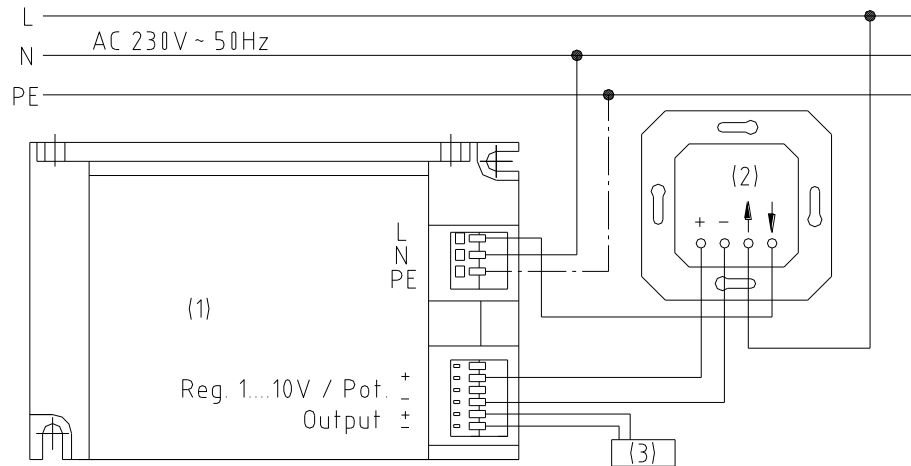 L
AC 230V ~ 50Hz
N
PE
(2)
+ −
L
N
PE
(1)
Reg. 1....10V / Pot. + −
Output + −
(3)